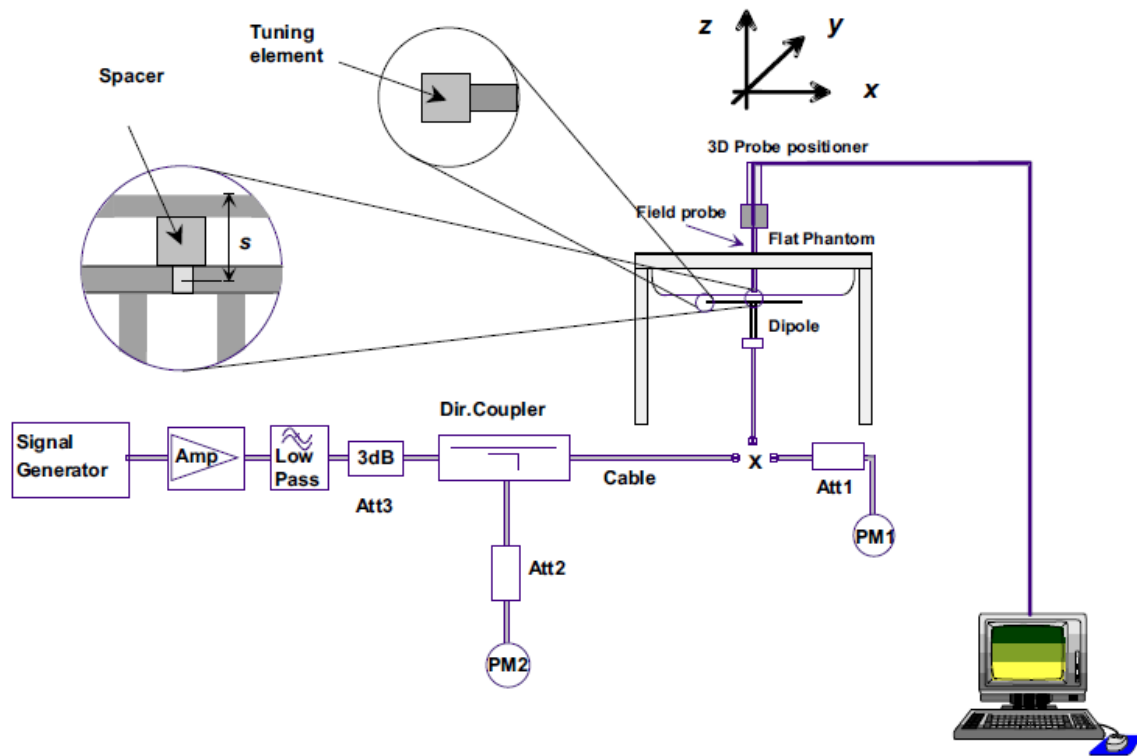 Tuning
element
Spacer
s
z
y
x
3D Probe positioner
Field probe
Flat Phantom
Dipole
Dir.Coupler
Signal
Generator
Amp
Low
Pass
3dB
Att3
Cable
x
Att1
PM1
Att2
PM2